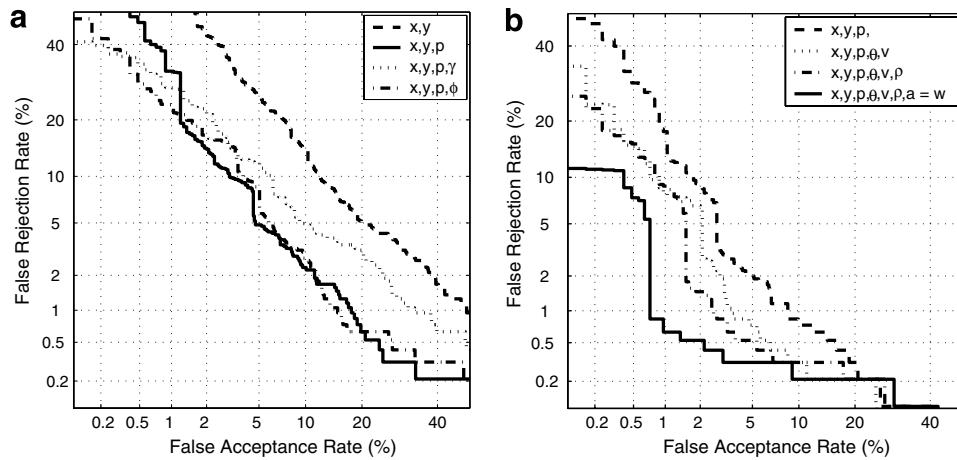 a
x,y
x,y,p
x,y,p,γ
x,y,p,ϕ
40
20
10
5
2
1
0.5
0.2
False Rejection Rate (%)
0.2 0.5 1 2 5 10 20 40
False Acceptance Rate (%)
b
x,y,p,
x,y,p,θ,v
x,y,p,θ,v,ρ
x,y,p,θ,v,ρ,a = w
40
20
10
5
2
1
0.5
0.2
False Rejection Rate (%)
0.2 0.5 1 2 5 10 20 40
False Acceptance Rate (%)